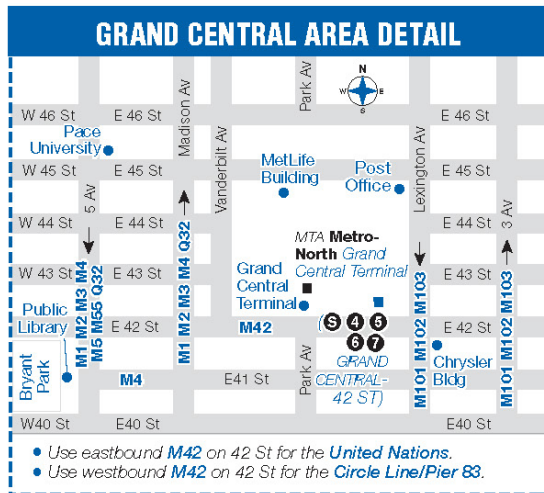 GRAND CENTRAL AREA DETAIL
Park Av
N
W E
S
W 46 St
E 46 St
E 46 St
Pace
University
Madison Av
Vanderbilt Av
W 45 St
E 45 St
E 45 St
MetLife
Building
Post
Office
Lexington Av
5 Av
3 Av
W 44 St
E 44 St
E 44 St
MTA Metro-
North Grand
Central Terminal
W 43 St
E 43 St
E 43 St
M1 M2 M3 M4
M5 M55 Q32
M1 M2 M3 M4 Q32
Grand
Central
Terminal
M101 M102 M103
M101 M102 M103
Public
Library
E 42 St
M42
(S 4 5
6 7
GRAND
CENTRAL-
42 ST)
E 42 St
Chrysler
Bldg
Bryant
Park
M4
E41 St
Park Av
W40 St
E40 St
E40 St
• Use eastbound M42 on 42 St for the United Nations.
• Use westbound M42 on 42 St for the Circle Line/Pier 83.